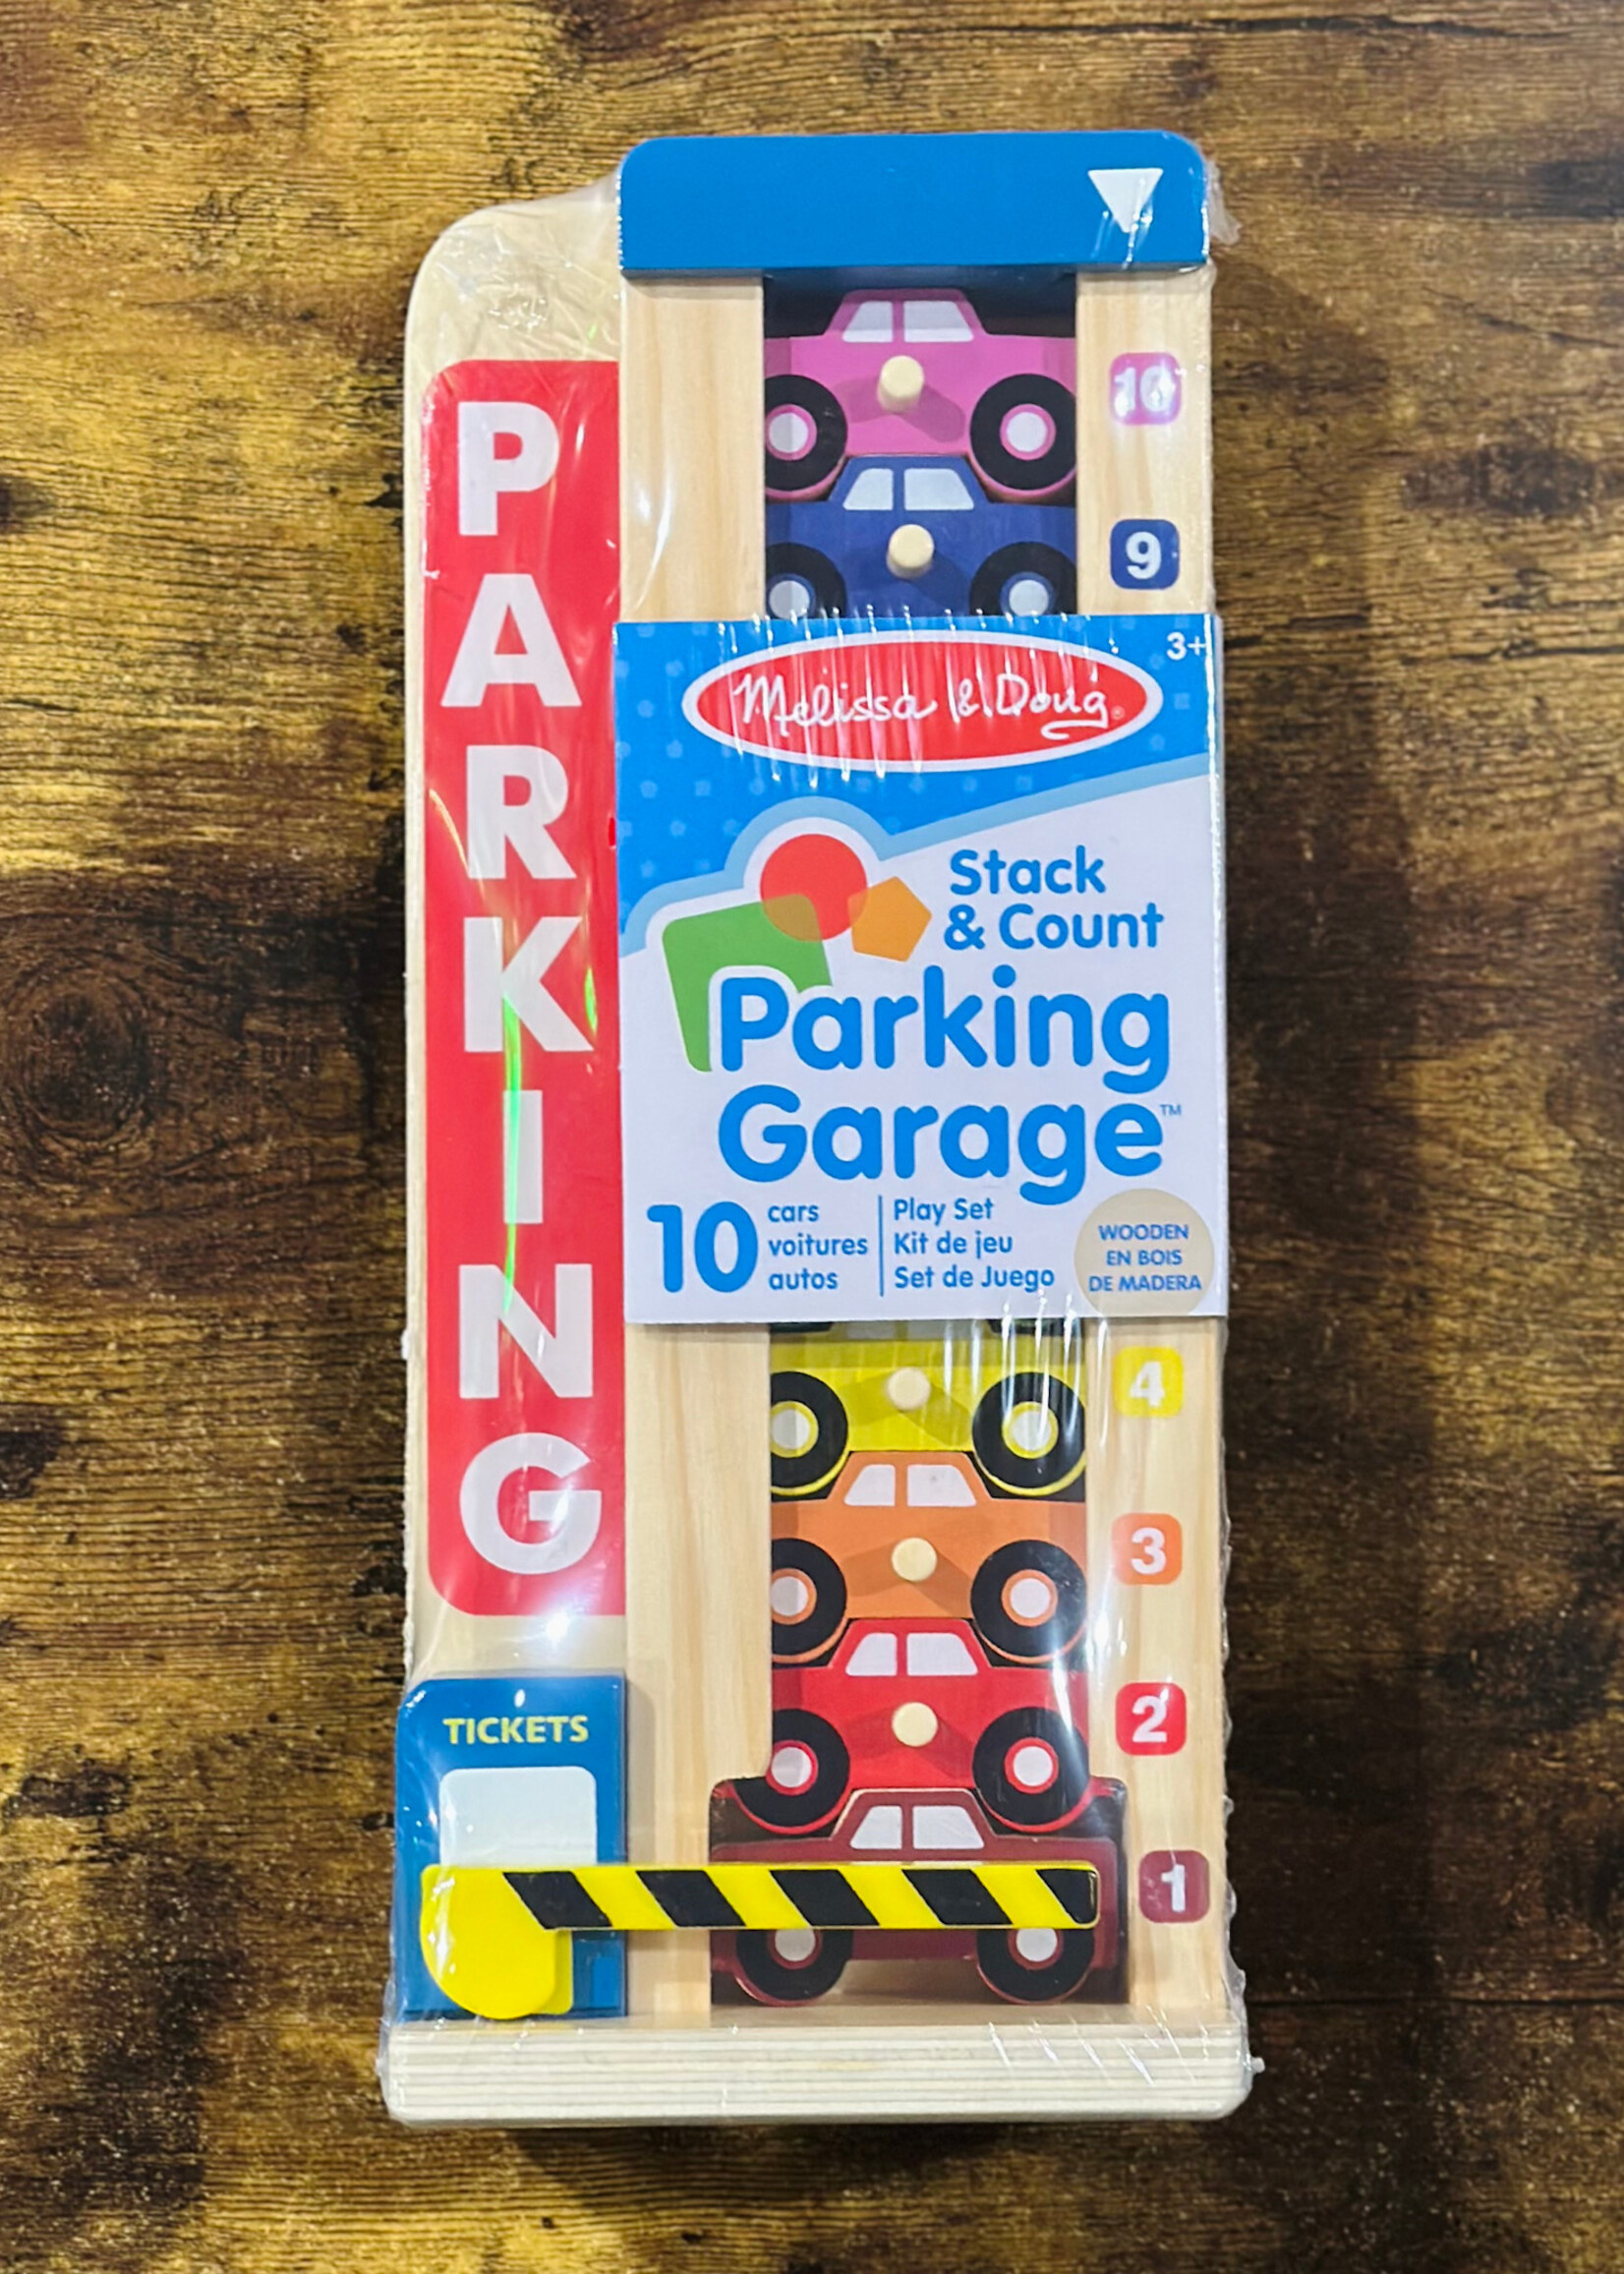 PARKING
10
9
3+
Melissa & Doug®
Stack
& Count
Parking
Garage™
10
cars
voitures
autos
Play Set
Kit de jeu
Set de Juego
WOODEN
EN BOIS
DE MADERA
4
3
2
1
TICKETS